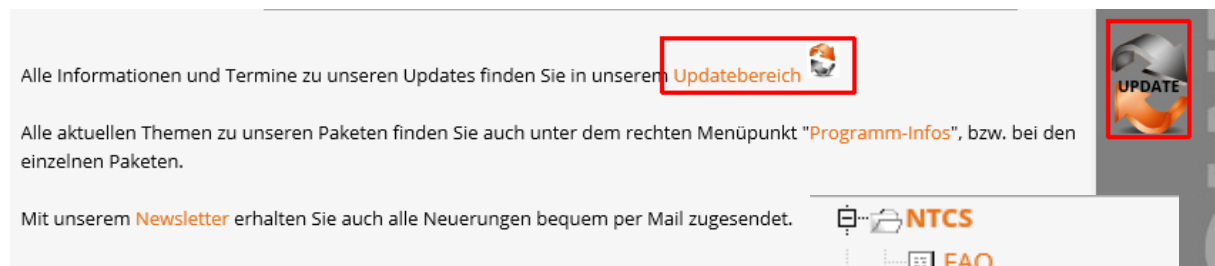 Alle Informationen und Termine zu unseren Updates finden Sie in unserem Updatebereich
UPDATE
Alle aktuellen Themen zu unseren Paketen finden Sie auch unter dem rechten Menüpunkt "Programm-Infos", bzw. bei den
einzelnen Paketen.
Mit unserem Newsletter erhalten Sie auch alle Neuerungen bequem per Mail zugesendet.
NTCS
FAQ